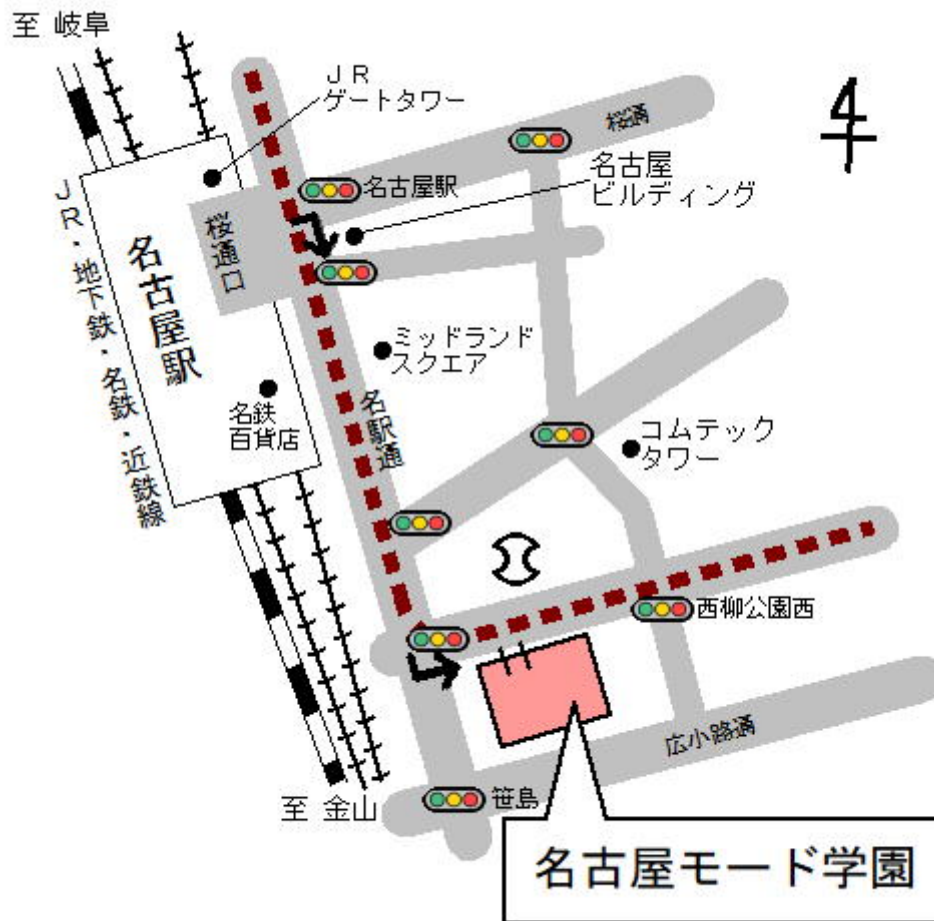 至 岐阜
ＪＲ
ゲートタワー
桜通
名古屋駅
名古屋
ビルディング
ＪＲ・地下鉄・名鉄・近鉄線
名古屋駅
桜通口
ミッドランド
スクエア
名鉄
百貨店
名駅通
コムテック
タワー
西柳公園西
広小路通
至 金山
笹島
名古屋モード学園